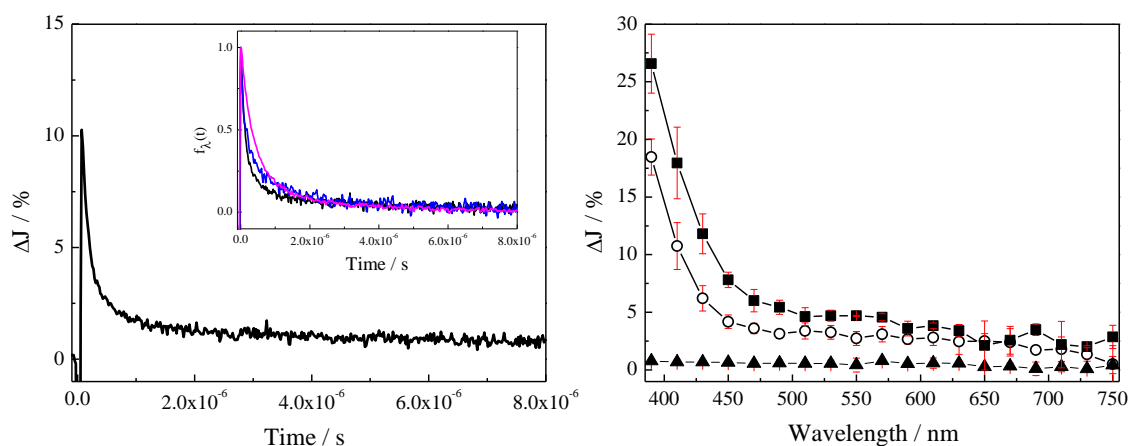 15
10
5
0
ΔJ / %
0.0
2.0x10⁻⁶
4.0x10⁻⁶
6.0x10⁻⁶
8.0x10⁻⁶
Time / s
1.0
0.5
0.0
f_λ(t)
0.0
2.0x10⁻⁶
4.0x10⁻⁶
6.0x10⁻⁶
8.0x10⁻⁶
Time / s
30
25
20
15
10
5
0
ΔJ / %
400
450
500
550
600
650
700
750
Wavelength / nm